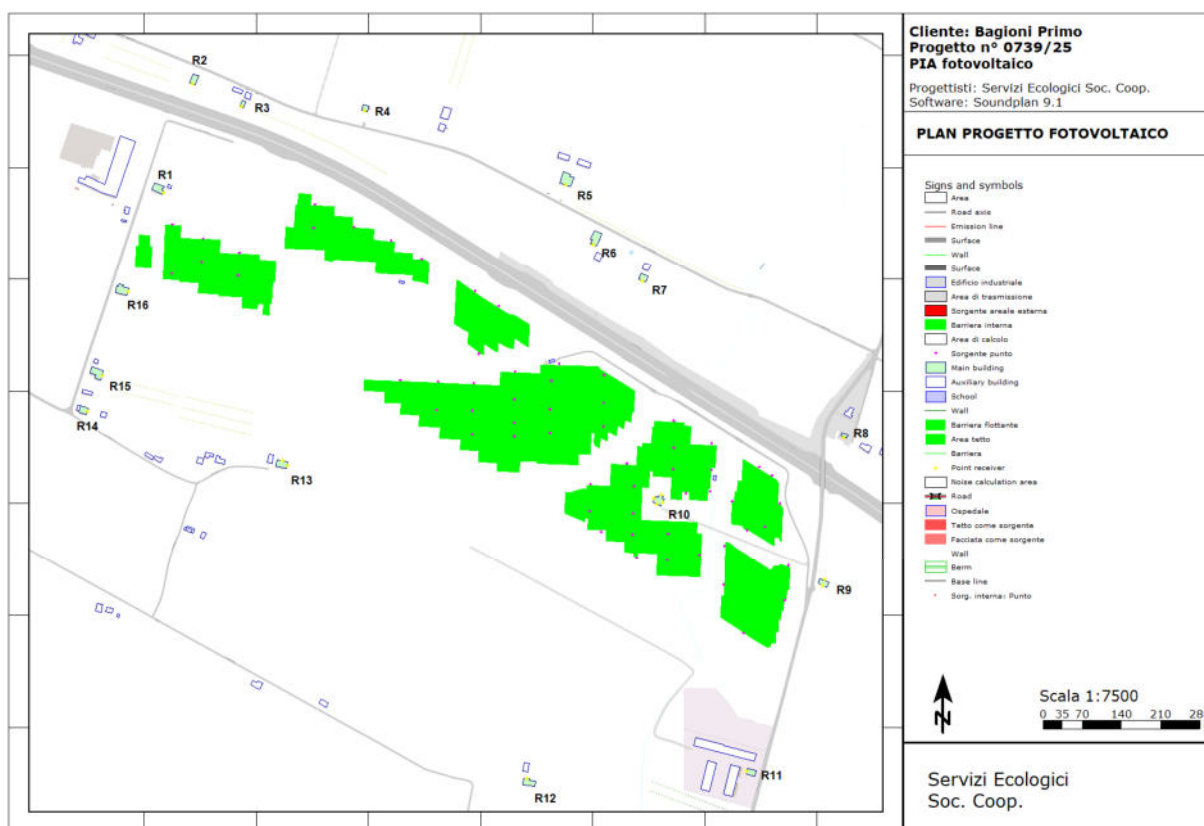 R2
R3
R4
R1
R5
R6
R7
R16
R15
R14
R13
R8
R10
R9
R11
R12
Cliente: Bagioni Primo
Progetto n° 0739/25
PIA fotovoltaico
Progettisti: Servizi Ecologici Soc. Coop.
Software: Soundplan 9.1
PLAN PROGETTO FOTOVOLTAICO
Signs and symbols
Area
Road axis
Emission line
Surface
Wall
Surface
Edificio industriale
Area di trasmissione
Sorgente areale esterna
Barriera interna
Area di calcolo
Sorgente punto
Main building
Auxiliary building
School
Wall
Barriera flottante
Area tetto
Barriera
Point receiver
Noise calculation area
Road
Ospedale
Tetto come sorgente
Facciata come sorgente
Wall
Berm
Base line
Sorg. interna: Punto
N
Scala 1:7500
0 35 70 140 210 28
Servizi Ecologici
Soc. Coop.